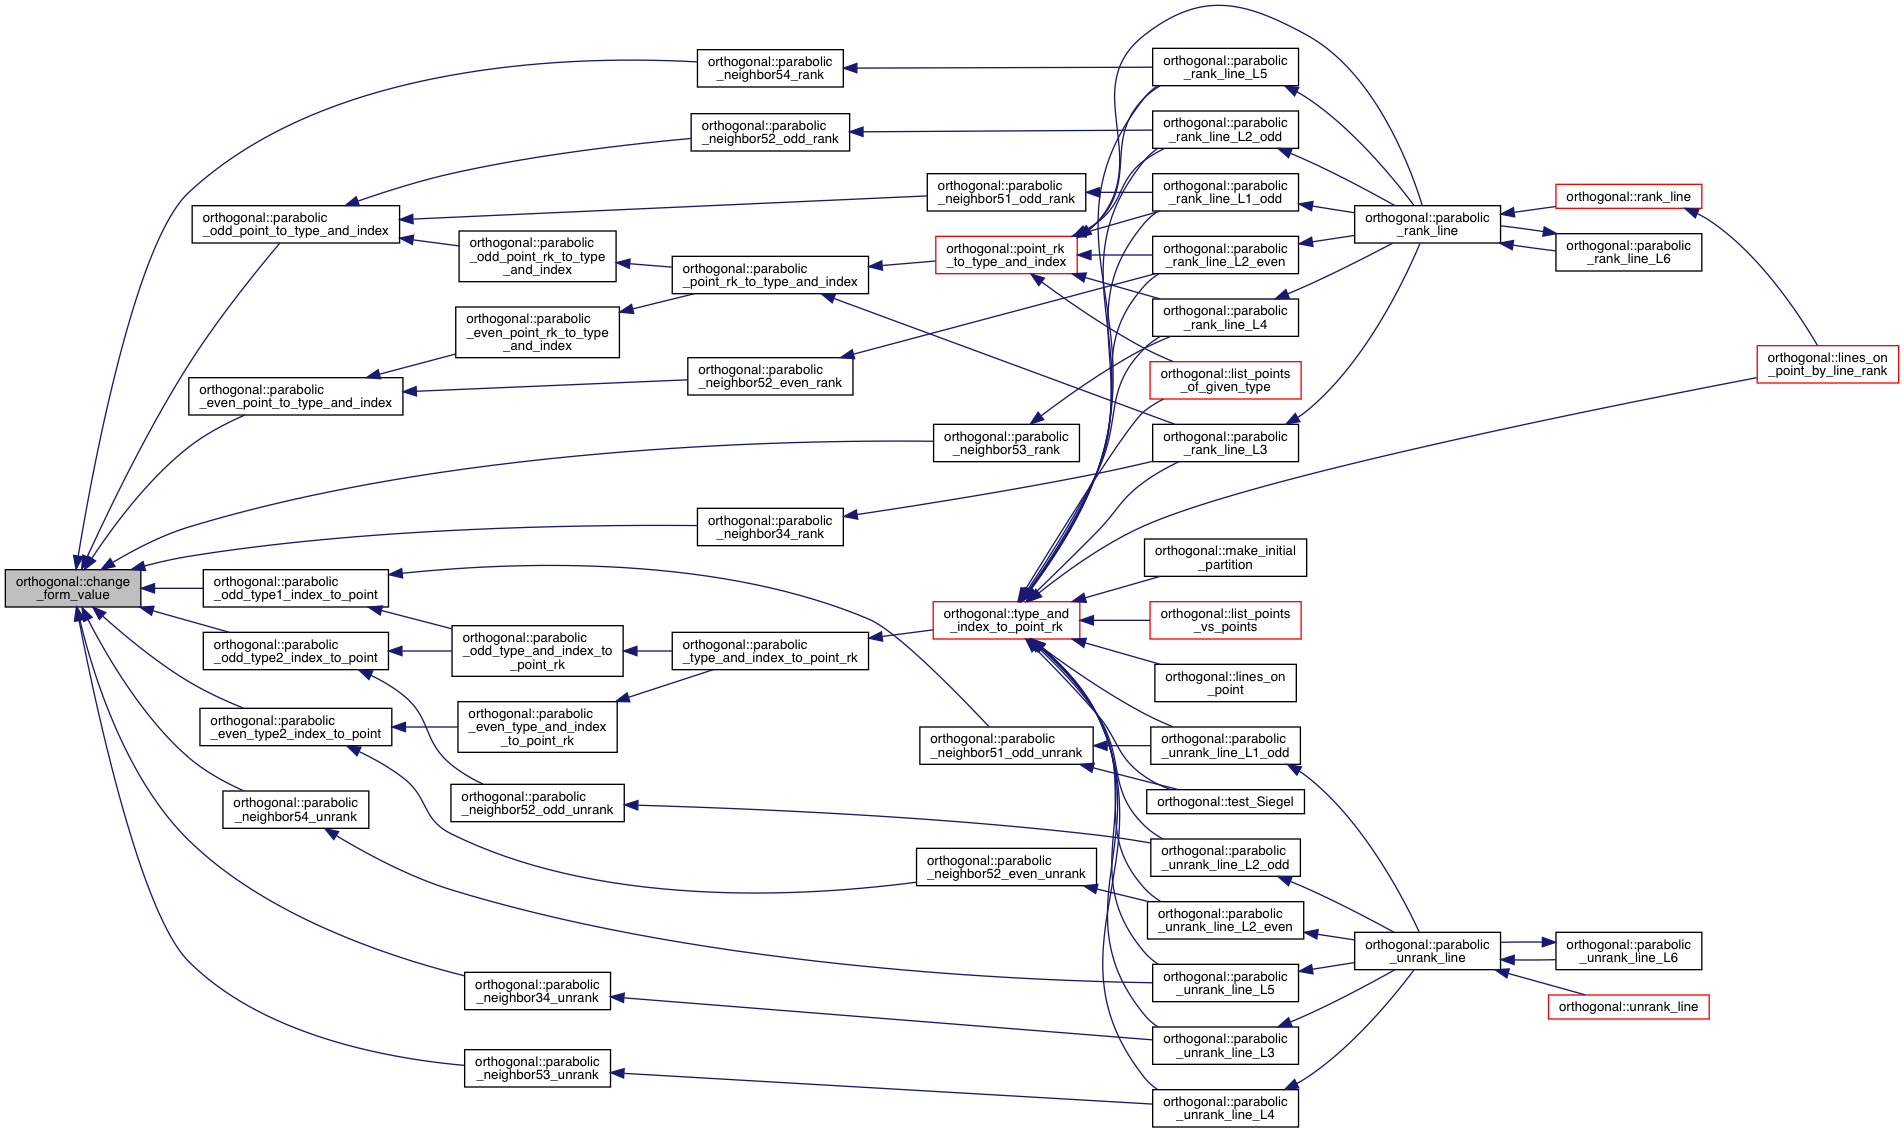 orthogonal::change
_form_value
orthogonal::parabolic
_odd_point_to_type_and_index
orthogonal::parabolic
_even_point_to_type_and_index
orthogonal::parabolic
_odd_type1_index_to_point
orthogonal::parabolic
_odd_type2_index_to_point
orthogonal::parabolic
_even_type2_index_to_point
orthogonal::parabolic
_neighbor54_unrank
orthogonal::parabolic
_odd_point_rk_to_type
_and_index
orthogonal::parabolic
_even_point_rk_to_type
_and_index
orthogonal::parabolic
_odd_type_and_index_to
_point_rk
orthogonal::parabolic
_even_type_and_index
_to_point_rk
orthogonal::parabolic
_neighbor52_odd_unrank
orthogonal::parabolic
_neighbor34_unrank
orthogonal::parabolic
_neighbor53_unrank
orthogonal::parabolic
_neighbor54_rank
orthogonal::parabolic
_neighbor52_odd_rank
orthogonal::parabolic
_point_rk_to_type_and_index
orthogonal::parabolic
_neighbor52_even_rank
orthogonal::parabolic
_neighbor34_rank
orthogonal::parabolic
_type_and_index_to_point_rk
orthogonal::parabolic
_neighbor51_odd_rank
orthogonal::point_rk
_to_type_and_index
orthogonal::parabolic
_neighbor53_rank
orthogonal::type_and
_index_to_point_rk
orthogonal::parabolic
_neighbor51_odd_unrank
orthogonal::parabolic
_neighbor52_even_unrank
orthogonal::parabolic
_rank_line_L5
orthogonal::parabolic
_rank_line_L2_odd
orthogonal::parabolic
_rank_line_L1_odd
orthogonal::parabolic
_rank_line_L2_even
orthogonal::parabolic
_rank_line_L4
orthogonal::list_points
_of_given_type
orthogonal::parabolic
_rank_line_L3
orthogonal::make_initial
_partition
orthogonal::list_points
_vs_points
orthogonal::lines_on
_point
orthogonal::parabolic
_unrank_line_L1_odd
orthogonal::test_Siegel
orthogonal::parabolic
_unrank_line_L2_odd
orthogonal::parabolic
_unrank_line_L2_even
orthogonal::parabolic
_unrank_line_L5
orthogonal::parabolic
_unrank_line_L3
orthogonal::parabolic
_unrank_line_L4
orthogonal::parabolic
_rank_line
orthogonal::parabolic
_unrank_line
orthogonal::rank_line
orthogonal::parabolic
_rank_line_L6
orthogonal::parabolic
_unrank_line_L6
orthogonal::unrank_line
orthogonal::lines_on
_point_by_line_rank